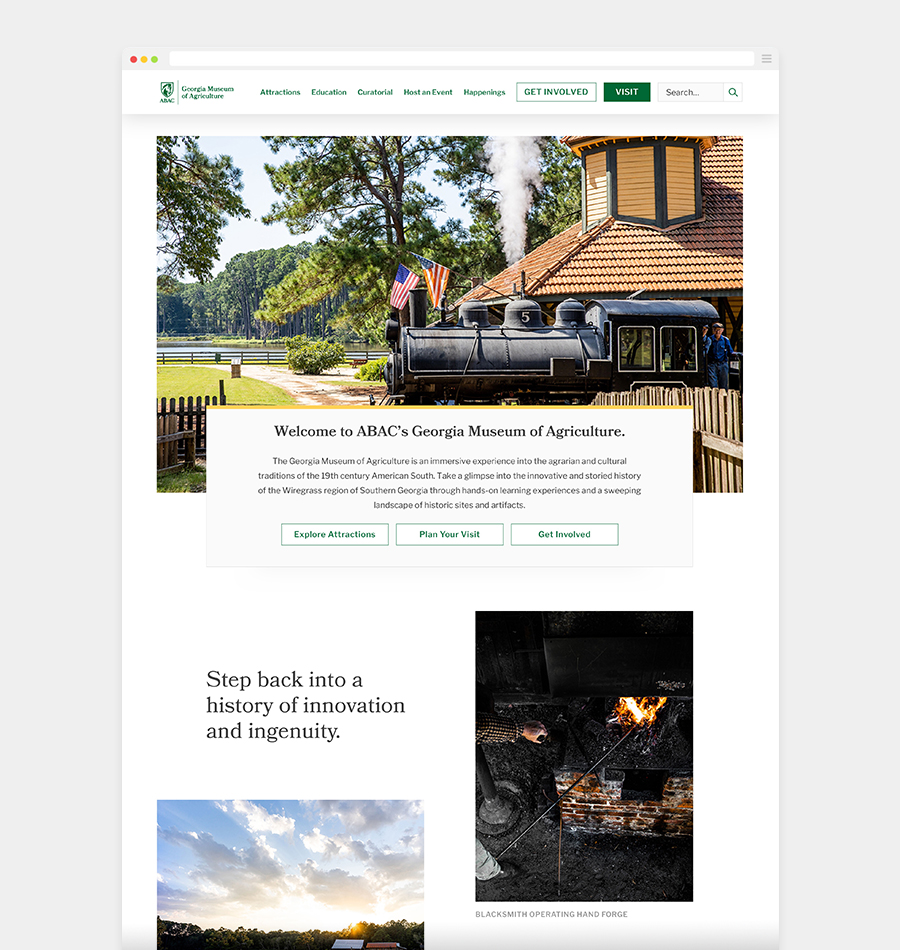 ABAC
Georgia Museum
of Agriculture
Attractions
Education
Curatorial
Host an Event
Happenings
GET INVOLVED
VISIT
Search...
5
Welcome to ABAC’s Georgia Museum of Agriculture.
The Georgia Museum of Agriculture is an immersive experience into the agrarian and cultural
traditions of the 19th century American South. Take a glimpse into the innovative and storied history
of the Wiregrass region of Southern Georgia through hands-on learning experiences and a sweeping
landscape of historic sites and artifacts.
Explore Attractions
Plan Your Visit
Get Involved
Step back into a
history of innovation
and ingenuity.
BLACKSMITH OPERATING HAND FORGE